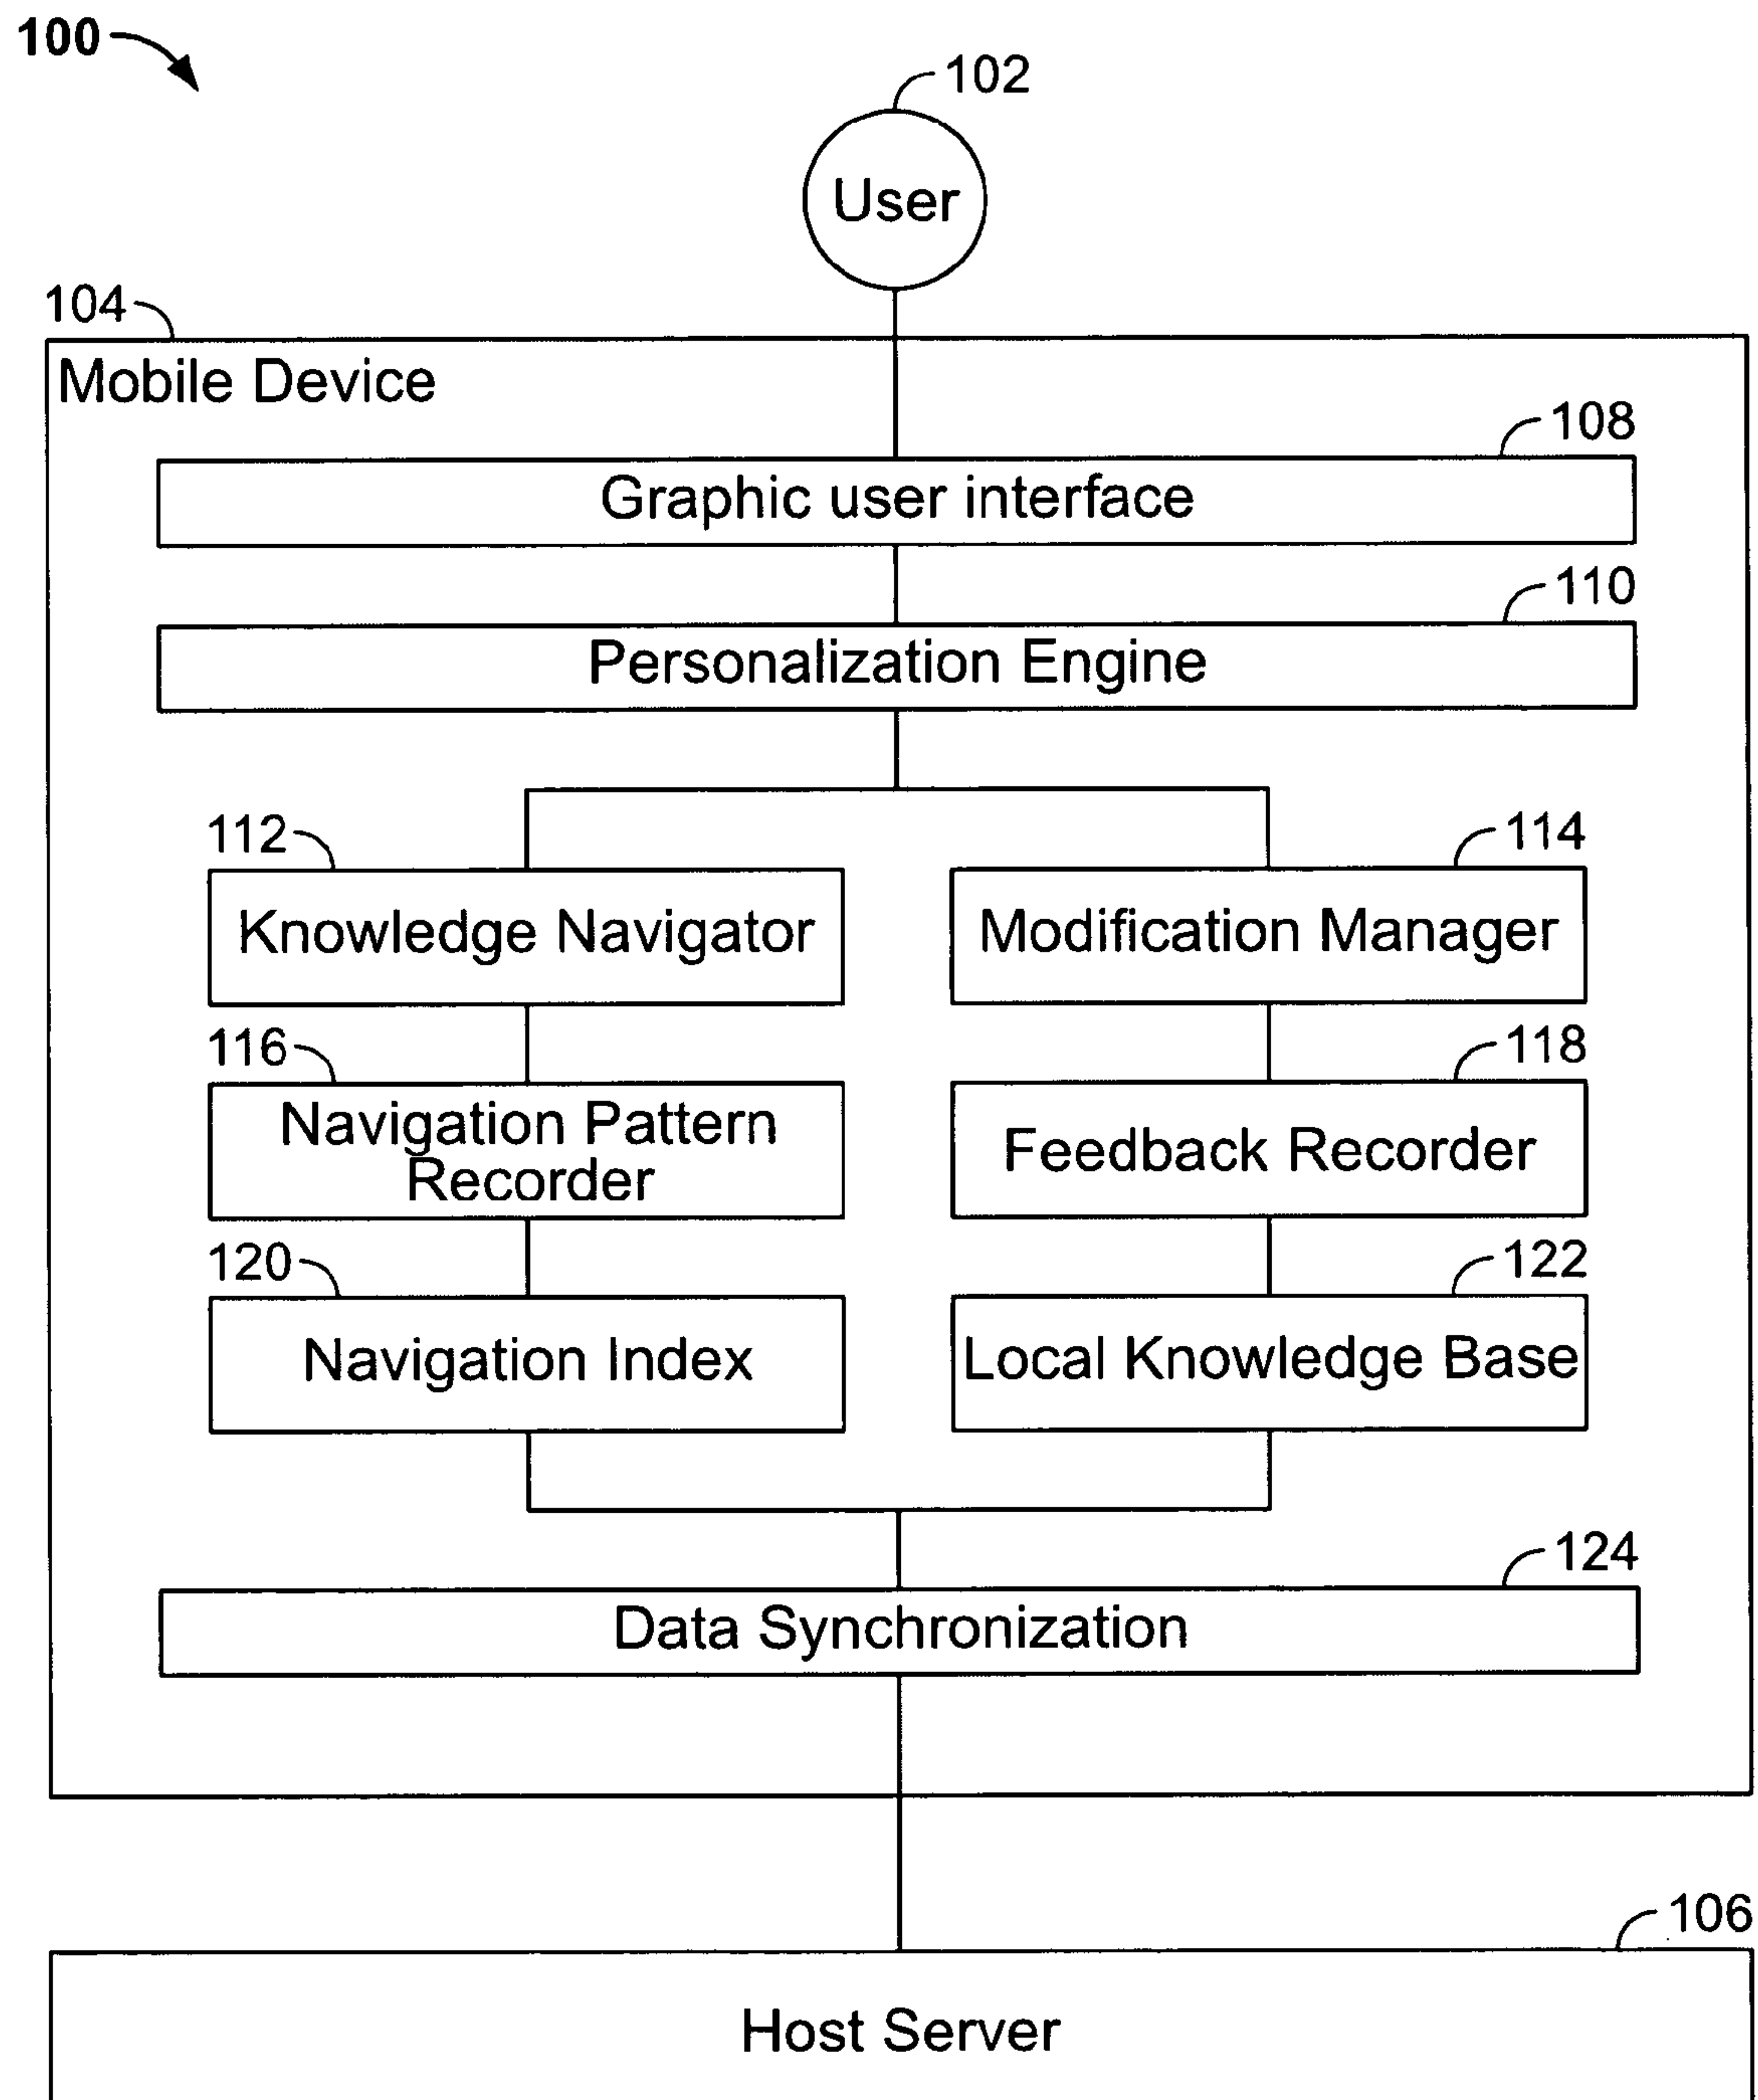 100
102
User
104
Mobile Device
108
Graphic user interface
110
Personalization Engine
112
114
Knowledge Navigator
Modification Manager
116
118
Navigation Pattern
Recorder
Feedback Recorder
120
122
Navigation Index
Local Knowledge Base
124
Data Synchronization
106
Host Server